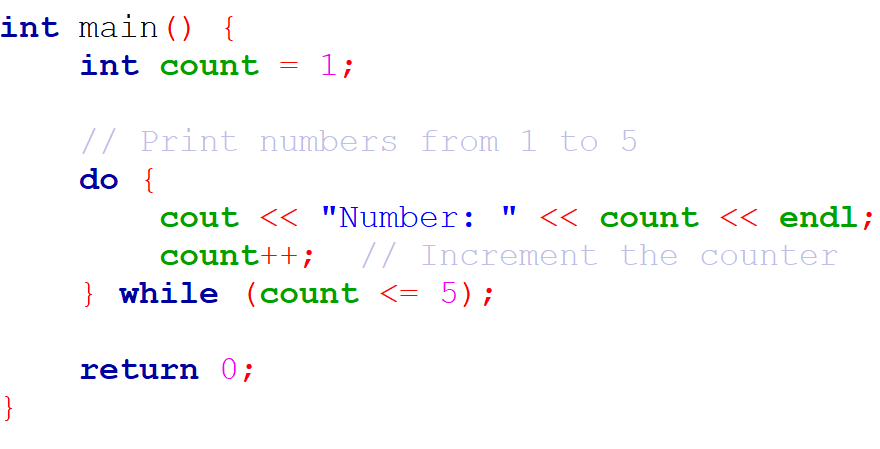 int main() {
    int count = 1;

    // Print numbers from 1 to 5
    do {
        cout << "Number: " << count << endl;
        count++;  // Increment the counter
    } while (count <= 5);

    return 0;
}